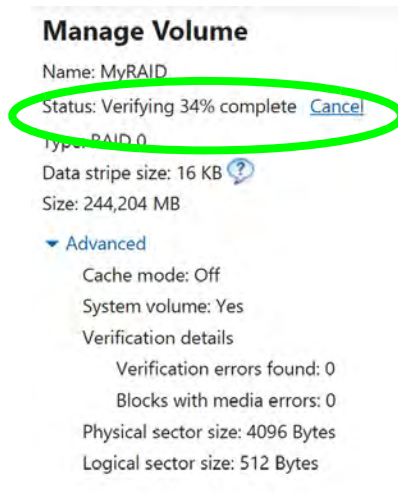 Manage Volume
Name: MyRAID
Status: Verifying 34% complete Cancel
Type: RAID 0
Data stripe size: 16 KB ?
Size: 244,204 MB
Advanced
Cache mode: Off
System volume: Yes
Verification details
Verification errors found: 0
Blocks with media errors: 0
Physical sector size: 4096 Bytes
Logical sector size: 512 Bytes